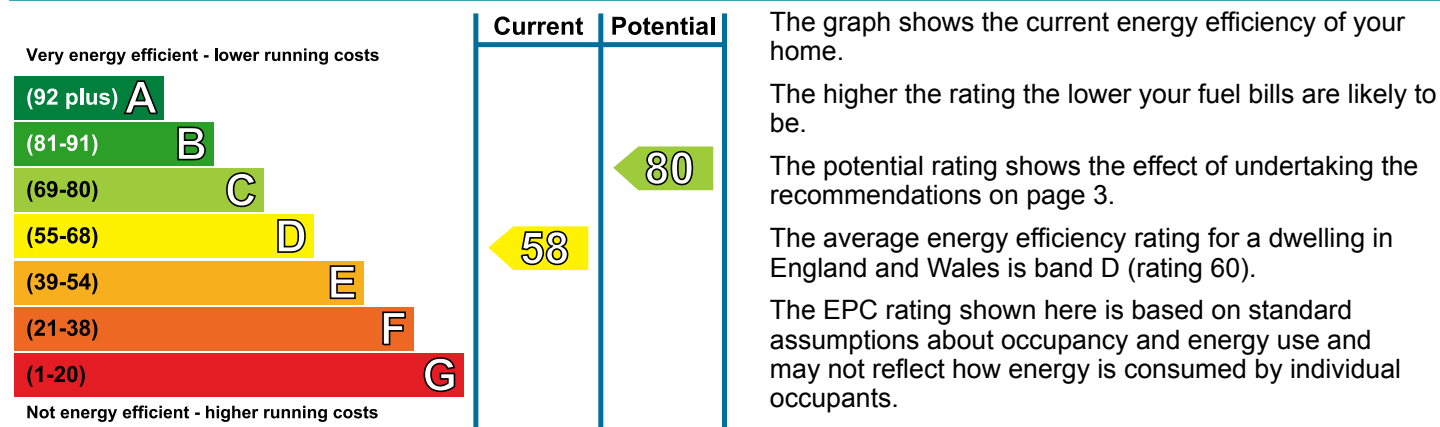 Current Potential
Very energy efficient - lower running costs
(92 plus) A
(81-91) B
(69-80) C
(55-68) D
(39-54) E
(21-38) F
(1-20) G
Not energy efficient - higher running costs
80
58
The graph shows the current energy efficiency of your
home.
The higher the rating the lower your fuel bills are likely to
be.
The potential rating shows the effect of undertaking the
recommendations on page 3.
The average energy efficiency rating for a dwelling in
England and Wales is band D (rating 60).
The EPC rating shown here is based on standard
assumptions about occupancy and energy use and
may not reflect how energy is consumed by individual
occupants.